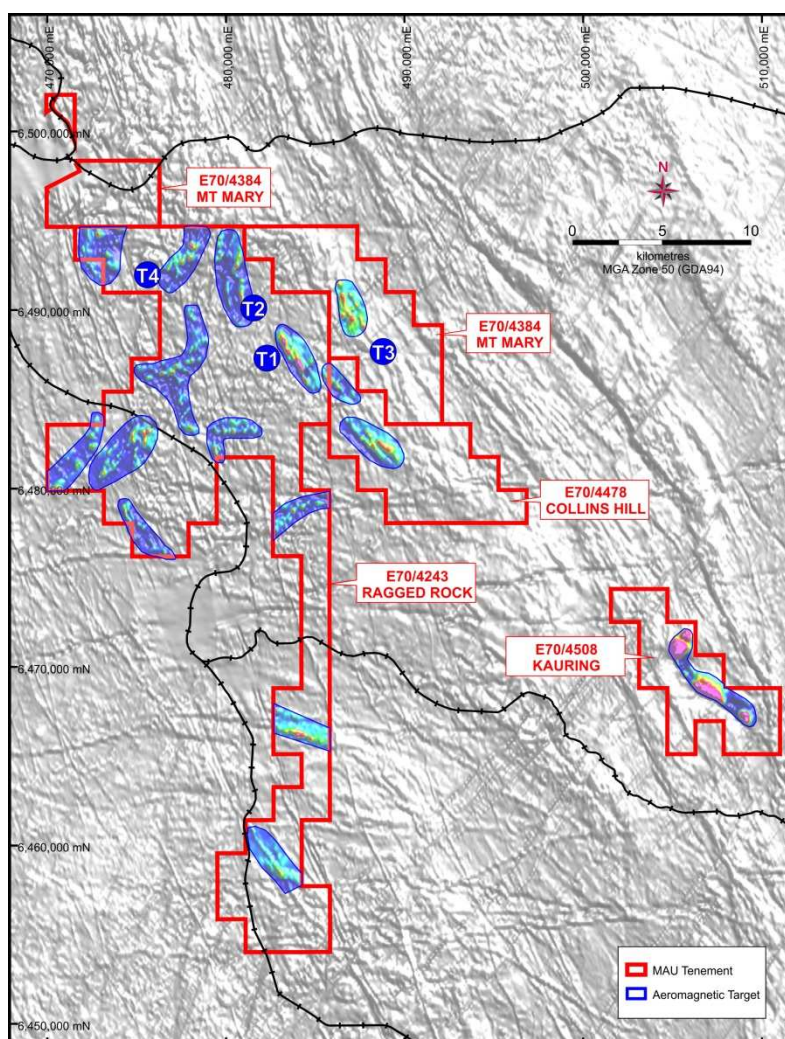 470,000 mE
480,000 mE
490,000 mE
500,000 mE
510,000 mE
6,500,000 mN
E70/4384
MT MARY
N
0 5 10
kilometres
MGA Zone 50 (GDA94)
T4
T2
6,490,000 mN
E70/4384
MT MARY
T1
T3
6,480,000 mN
E70/4478
COLLINS HILL
E70/4243
RAGGED ROCK
E70/4508
KAURING
6,470,000 mN
6,460,000 mN
MAU Tenement
Aeromagnetic Target
6,450,000 mN